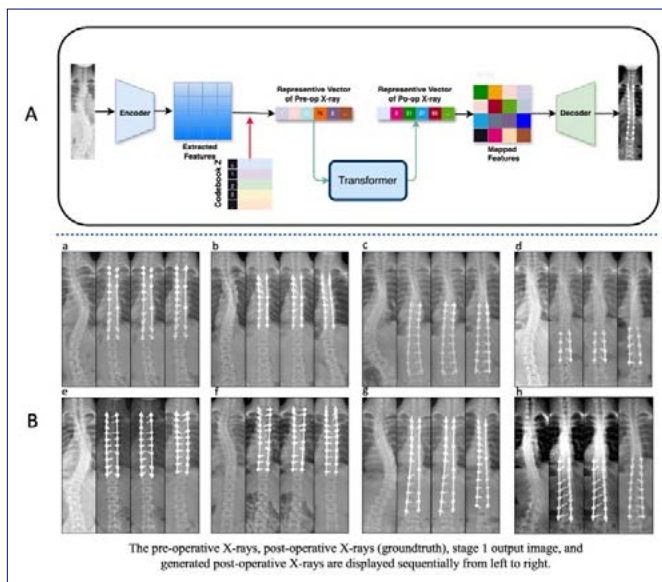 A
Encoder
Extracted
Features
Codebook Z
Representive Vector
of Pre-op X-ray
Representive Vector
of Po-op X-ray
Transformer
Mapped
Features
Decoder
B
a
b
c
d
e
f
g
h
The pre-operative X-rays, post-operative X-rays (groundtruth), stage 1 output image, and
generated post-operative X-rays are displayed sequentially from left to right.